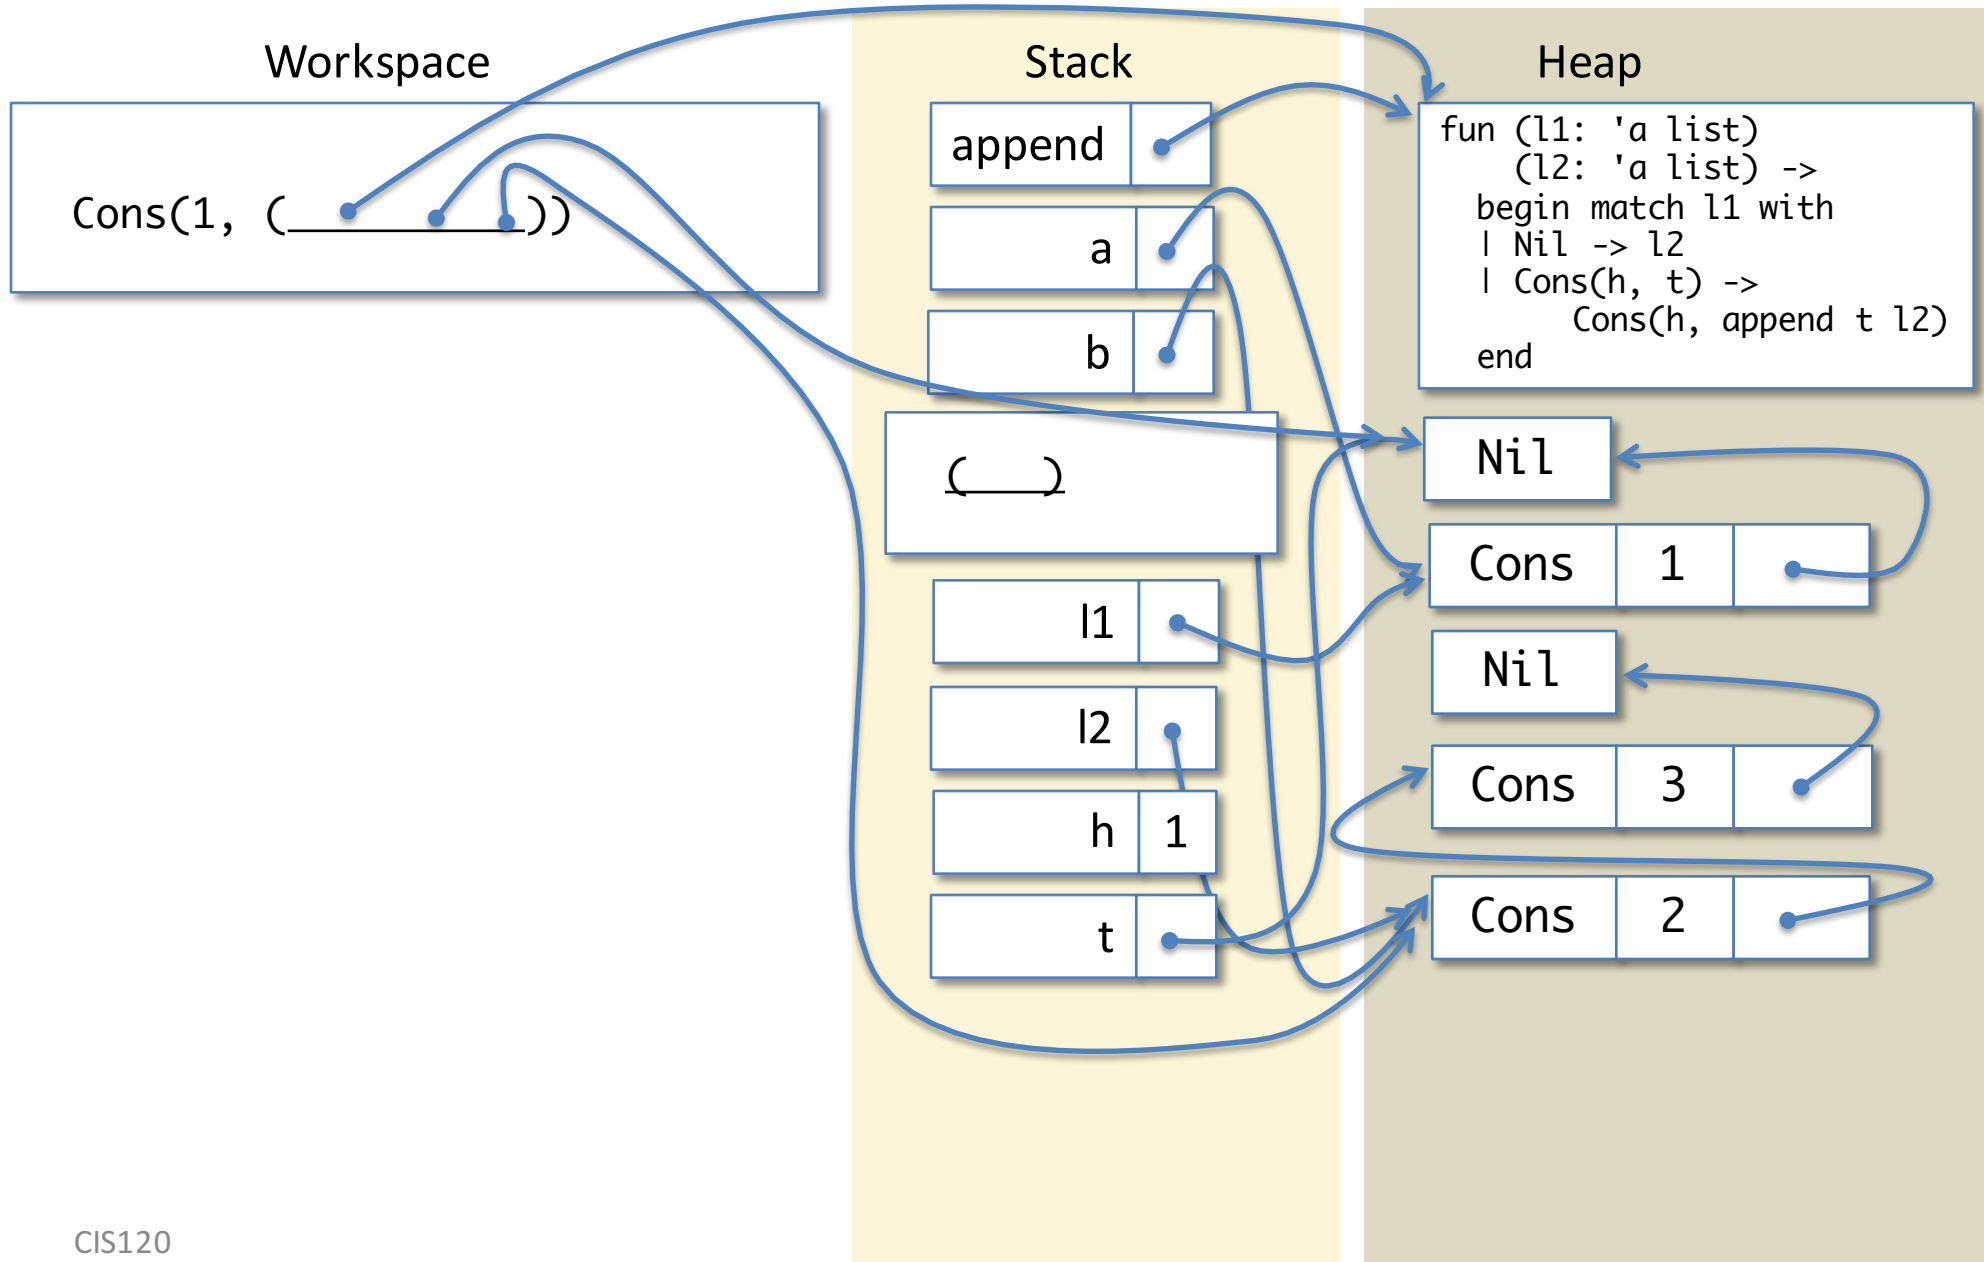 Workspace
Cons(1, (________))
Stack
append
a
b
(____)
l1
l2
h 1
t
Heap
fun (l1: 'a list)
(l2: 'a list) ->
begin match l1 with
| Nil -> l2
| Cons(h, t) ->
Cons(h, append t l2)
end
Nil
Cons 1
Nil
Cons 3
Cons 2
CIS120